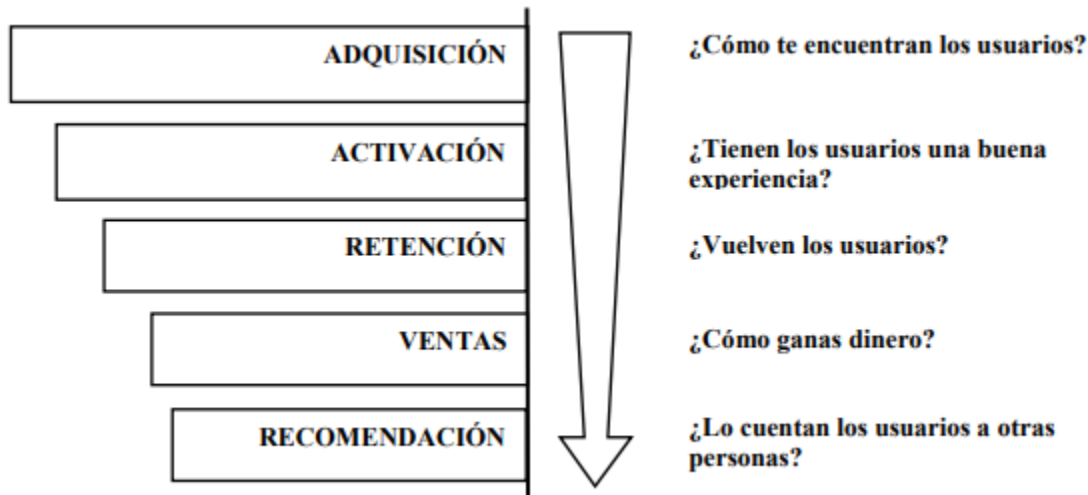 ADQUISICIÓN
¿Cómo te encuentran los usuarios?
ACTIVACIÓN
¿Tienen los usuarios una buena
experiencia?
RETENCIÓN
¿Vuelven los usuarios?
VENTAS
¿Cómo ganas dinero?
RECOMENDACIÓN
¿Lo cuentan los usuarios a otras
personas?